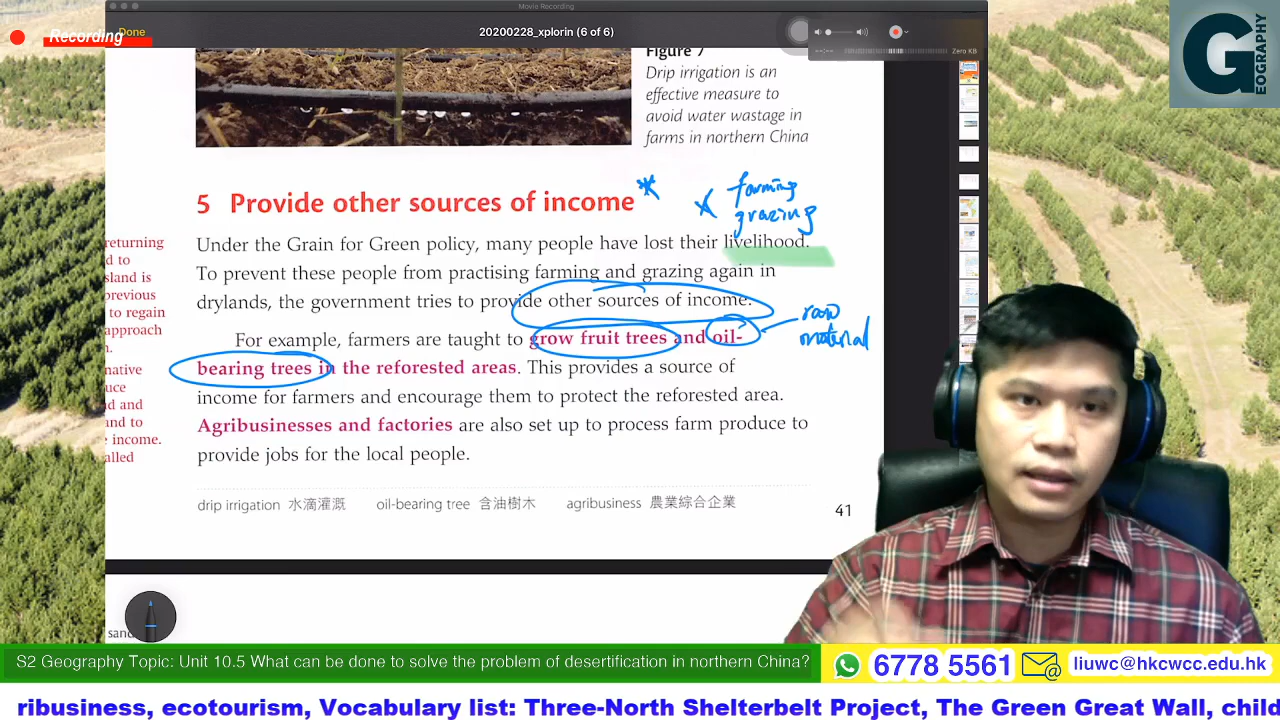 Recording
Done
Movie Recording
20200228_xplorin (6 of 6)
--:--
Zero KB
G
EOGRAPHY
Figure 7
Drip irrigation is an
effective measure to
avoid water wastage in
farms in northern China
5 Provide other sources of income
*
× farming
grazing
returning
d to
sland is
previous
to regain
approach
n.
native
uce
d and
and to
e income.
alled
Under the Grain for Green policy, many people have lost their livelihood.
To prevent these people from practising farming and grazing again in
drylands, the government tries to provide other sources of income.
raw
material
For example, farmers are taught to grow fruit trees and oil-
bearing trees in the reforested areas. This provides a source of
income for farmers and encourage them to protect the reforested area.
Agribusinesses and factories are also set up to process farm produce to
provide jobs for the local people.
drip irrigation 水滴灌溉 oil-bearing tree 含油樹木 agribusiness 農業綜合企業
41
sand
S2 Geography Topic: Unit 10.5 What can be done to solve the problem of desertification in northern China?
6778 5561
liuwc@hkcwcc.edu.hk
ribusiness, ecotourism, Vocabulary list: Three-North Shelterbelt Project, The Green Great Wall, child